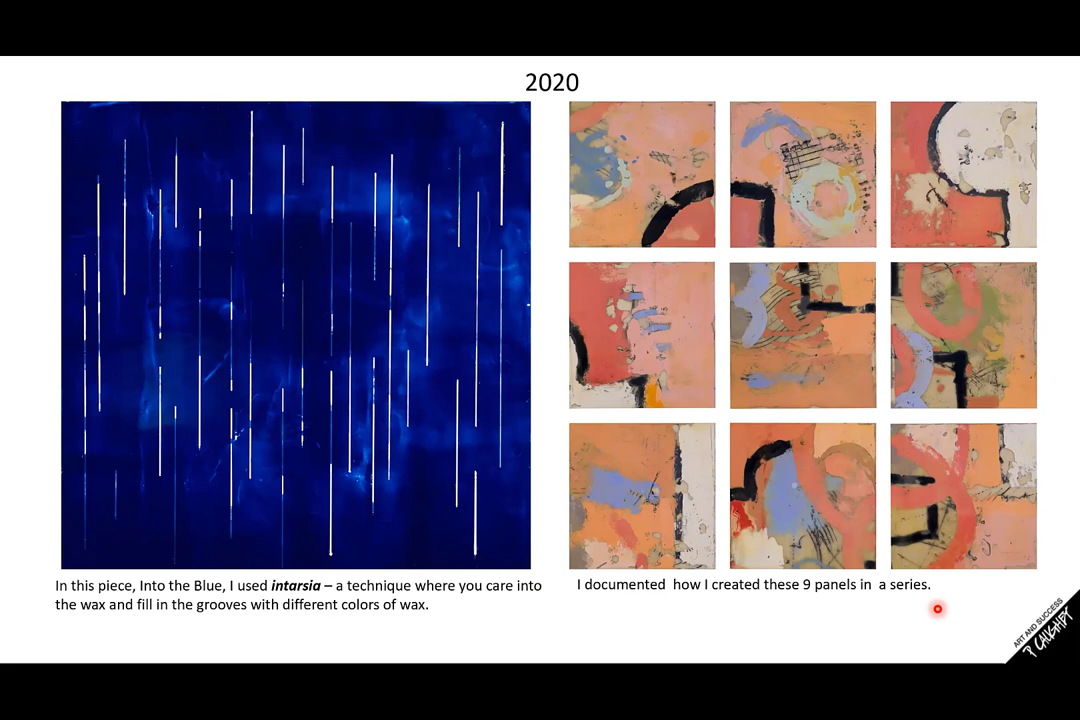 2020
In this piece, Into the Blue, I used intarsia – a technique where you care into
the wax and fill in the grooves with different colors of wax.
I documented  how I created these 9 panels in  a series.
ART AND SUCCESS
P CAUGHEY